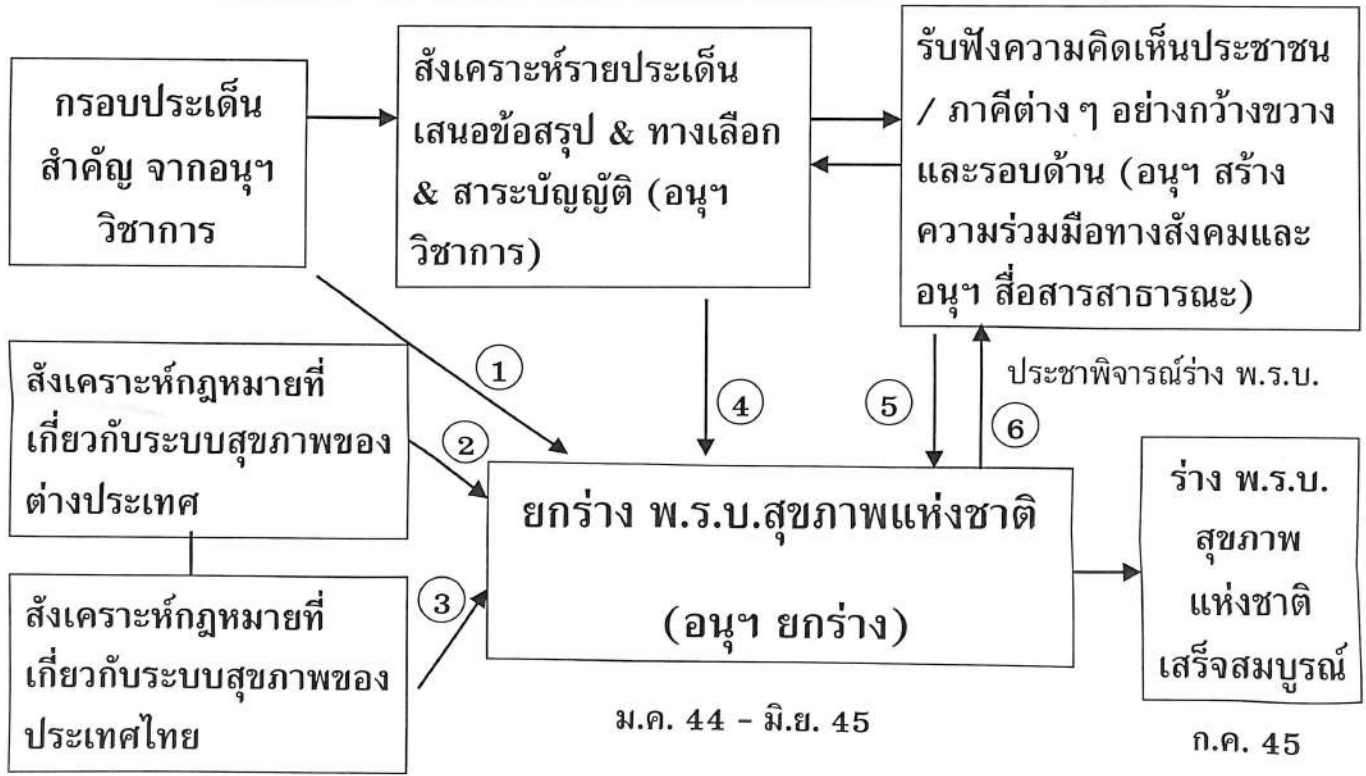 กรอบประเด็น
สำคัญ จากอนุฯ
วิชาการ
สังเคราะห์รายประเด็น
เสนอข้อสรุป & ทางเลือก
& สาระบัญญัติ (อนุฯ
วิชาการ)
รับฟังความคิดเห็นประชาชน
/ ภาคีต่าง ๆ อย่างกว้างขวาง
และรอบด้าน (อนุฯ สร้าง
ความร่วมมือทางสังคมและ
อนุฯ สื่อสารสาธารณะ)
1
2
3
4
5
6
ประชาพิจารณ์ร่าง พ.ร.บ.
สังเคราะห์กฎหมายที่
เกี่ยวกับระบบสุขภาพของ
ต่างประเทศ
สังเคราะห์กฎหมายที่
เกี่ยวกับระบบสุขภาพของ
ประเทศไทย
ยกร่าง พ.ร.บ.สุขภาพแห่งชาติ
(อนุฯ ยกร่าง)
ม.ค. 44 - มิ.ย. 45
ร่าง พ.ร.บ.
สุขภาพ
แห่งชาติ
เสร็จสมบูรณ์
ก.ค. 45